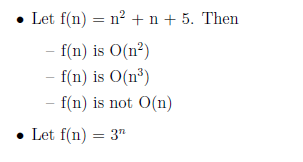 • Let f(n) = n² + n + 5. Then
– f(n) is O(n²)
– f(n) is O(n³)
– f(n) is not O(n)
• Let f(n) = 3ⁿ